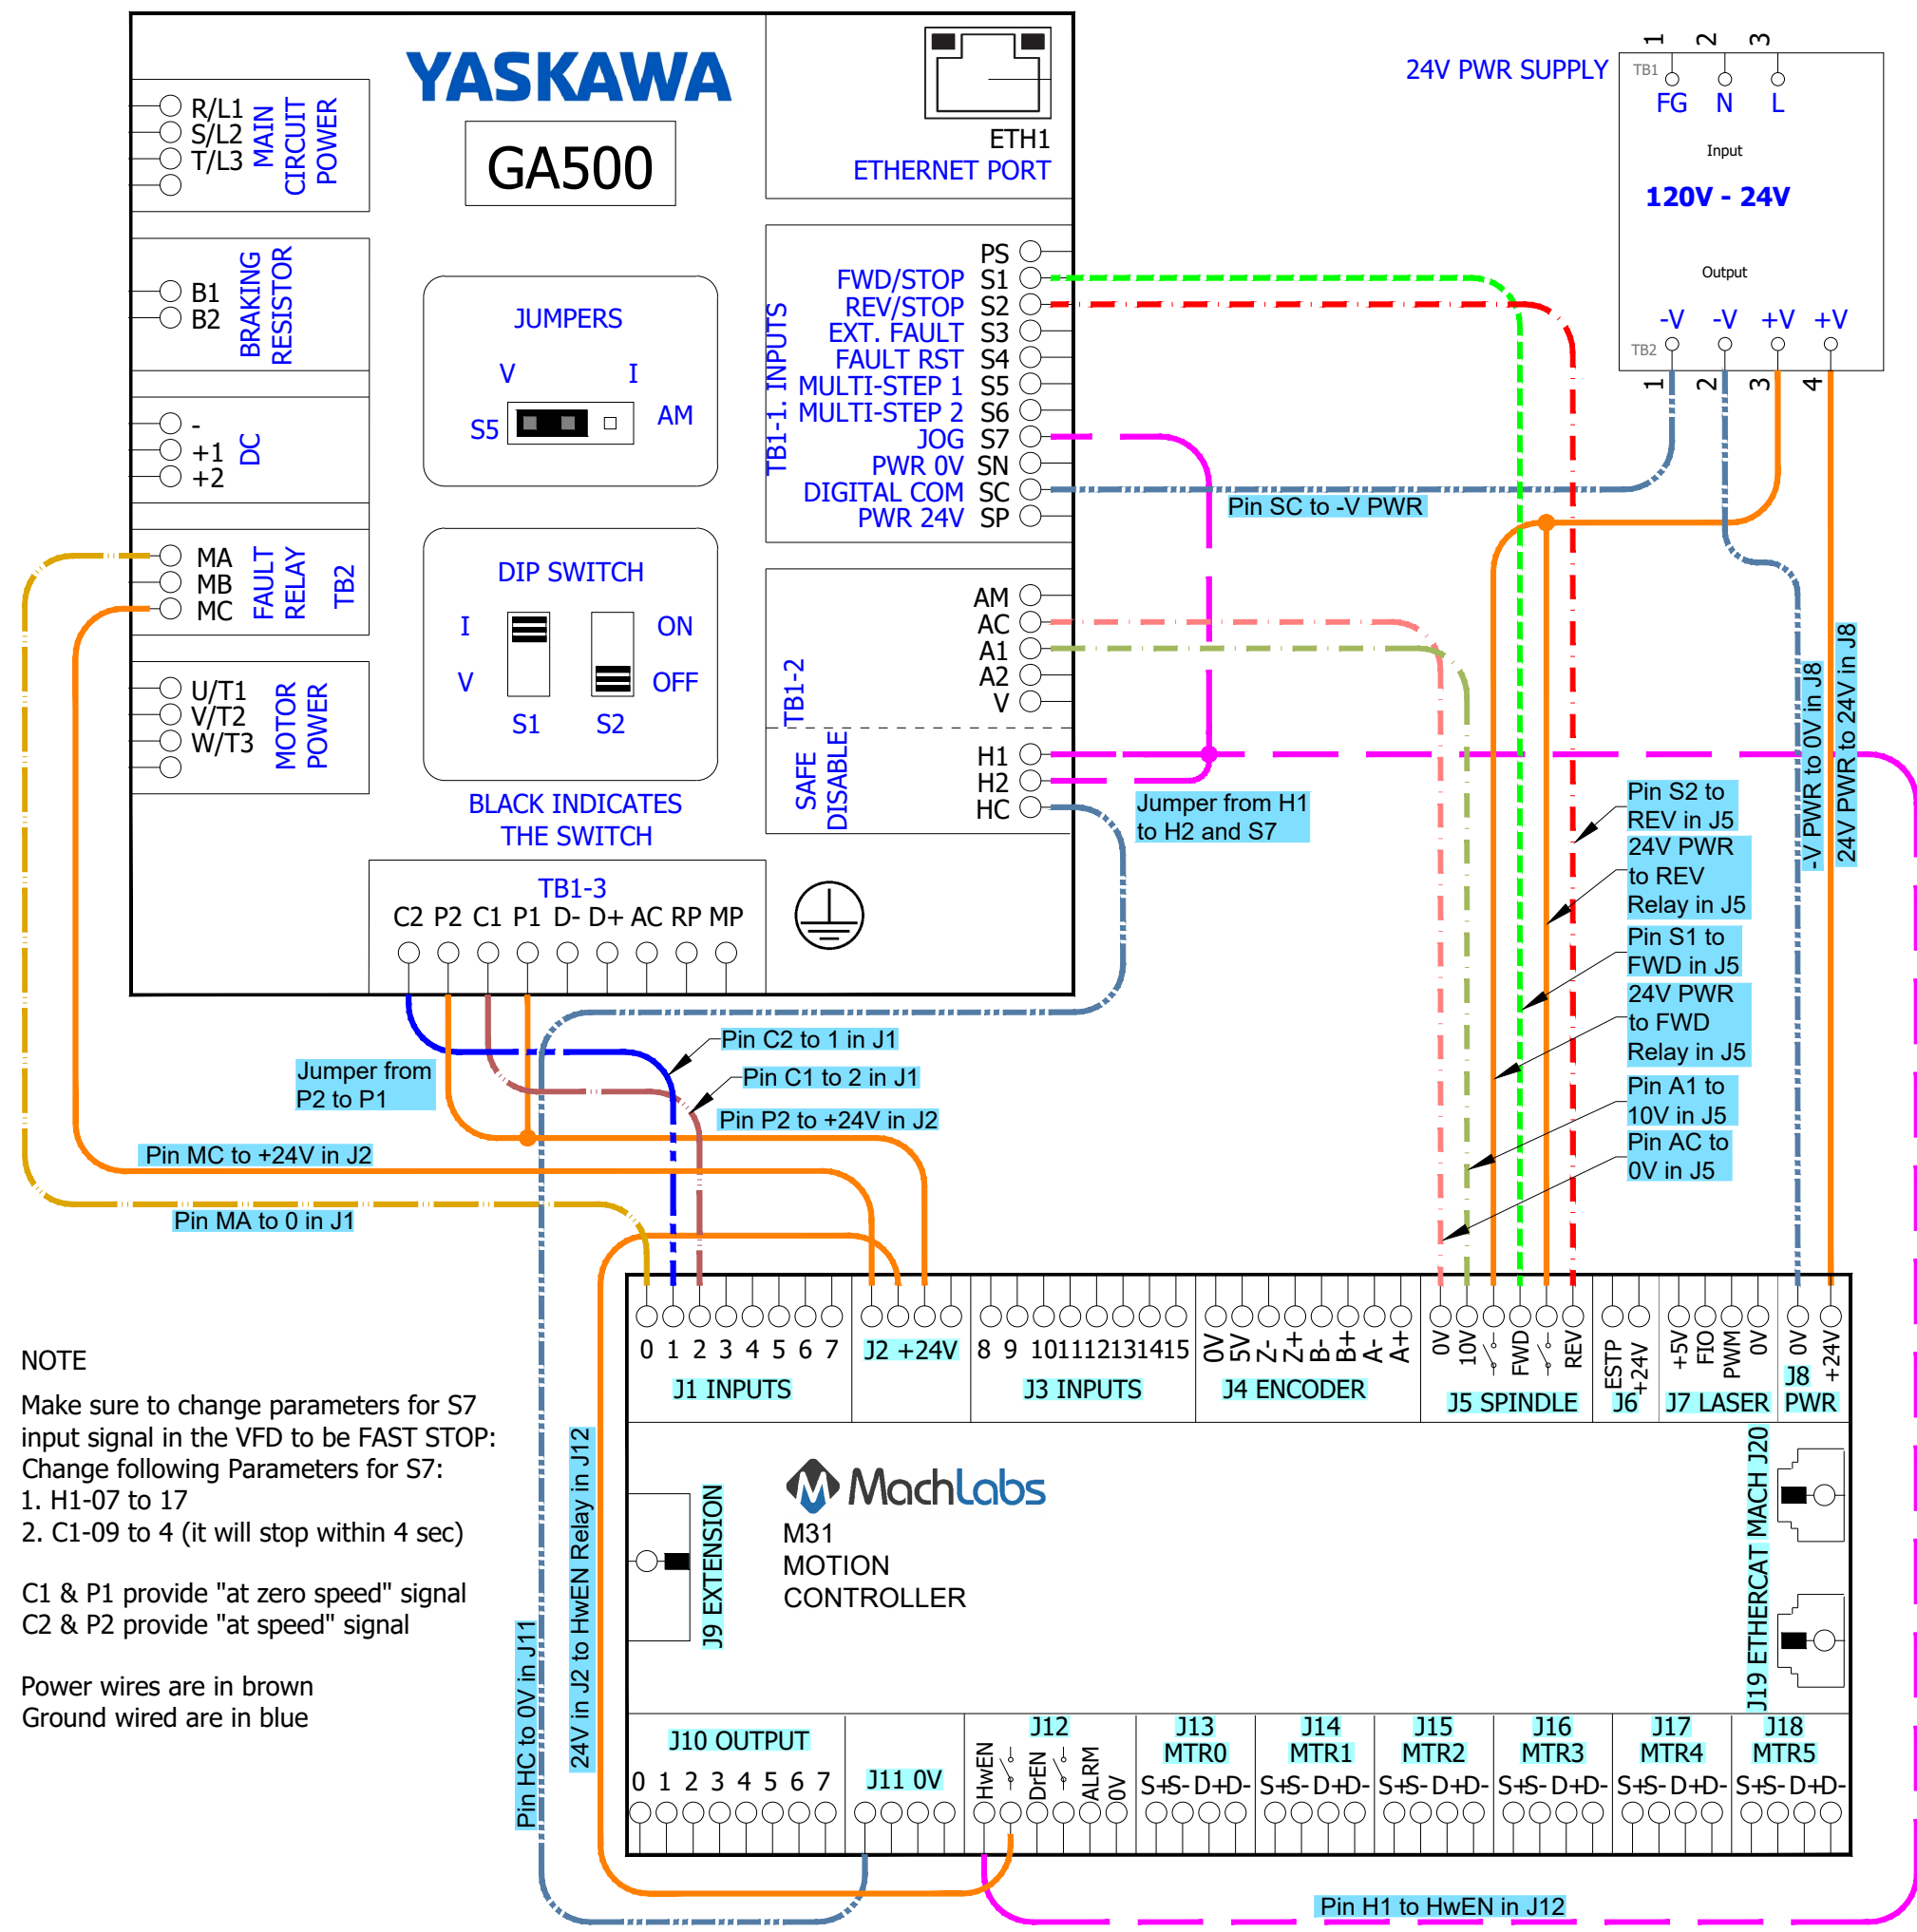 YASKAWA
GA500
ETH1
ETHERNET PORT
R/L1
S/L2
T/L3
MAIN
CIRCUIT
POWER
B1
B2
BRAKING
RESISTOR
-
+1
+2
DC
MA
MB
MC
FAULT
RELAY
TB2
U/T1
V/T2
W/T3
MOTOR
POWER
JUMPERS
V I
S5 AM
DIP SWITCH
I ON
V OFF
S1 S2
BLACK INDICATES
THE SWITCH
TB1-1. INPUTS
PS
FWD/STOP S1
REV/STOP S2
EXT. FAULT S3
FAULT RST S4
MULTI-STEP 1 S5
MULTI-STEP 2 S6
JOG S7
PWR 0V SN
DIGITAL COM SC
PWR 24V SP
TB1-2
AM
AC
A1
A2
V
SAFE
DISABLE
H1
H2
HC
TB1-3
C2 P2 C1 P1 D- D+ AC RP MP
24V PWR SUPPLY
1 2 3
TB1
FG N L
Input
120V - 24V
Output
-V -V +V +V
TB2
1 2 3 4
Pin SC to -V PWR
-V PWR to 0V in J8
24V PWR to 24V in J8
Jumper from H1
to H2 and S7
Pin S2 to
REV in J5
24V PWR
to REV
Relay in J5
Pin S1 to
FWD in J5
24V PWR
to FWD
Relay in J5
Pin A1 to
10V in J5
Pin AC to
0V in J5
Pin C2 to 1 in J1
Pin C1 to 2 in J1
Pin P2 to +24V in J2
Jumper from
P2 to P1
Pin MC to +24V in J2
Pin MA to 0 in J1
NOTE
Make sure to change parameters for S7
input signal in the VFD to be FAST STOP:
Change following Parameters for S7:
1. H1-07 to 17
2. C1-09 to 4 (it will stop within 4 sec)
C1 & P1 provide "at zero speed" signal
C2 & P2 provide "at speed" signal
Power wires are in brown
Ground wired are in blue
Pin HC to 0V in J11
24V in J2 to HwEN Relay in J12
0 1 2 3 4 5 6 7
J1 INPUTS
J2 +24V
8 9 10 11 12 13 14 15
J3 INPUTS
0V 5V Z- Z+ B- B+ A- A+
J4 ENCODER
0V 10V FWD REV
J5 SPINDLE
ESTP +24V
J6
+5V FIO PWM 0V
J7 LASER
0V +24V
J8
PWR
J9 EXTENSION
MachLabs
M31
MOTION
CONTROLLER
J20
J19 ETHERCAT MACH
J10 OUTPUT
0 1 2 3 4 5 6 7
J11 0V
J12
HwEN DrEN ALRM 0V
J13
MTR0
S+ S- D+ D-
J14
MTR1
S+ S- D+ D-
J15
MTR2
S+ S- D+ D-
J16
MTR3
S+ S- D+ D-
J17
MTR4
S+ S- D+ D-
J18
MTR5
S+ S- D+ D-
Pin H1 to HwEN in J12